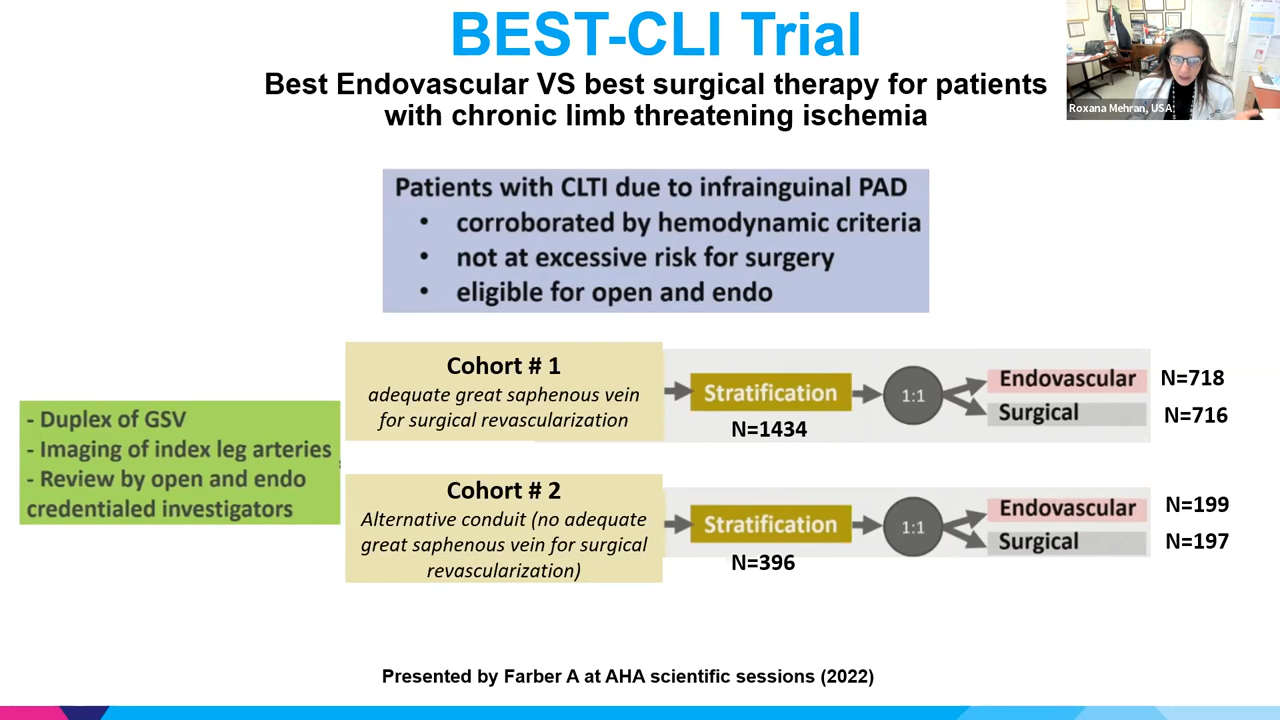 BEST-CLI Trial
Best Endovascular VS best surgical therapy for patients
with chronic limb threatening ischemia
Roxana Mehran, USA
Patients with CLTI due to infrainguinal PAD
• corroborated by hemodynamic criteria
• not at excessive risk for surgery
• eligible for open and endo
- Duplex of GSV
- Imaging of index leg arteries
- Review by open and endo
credentialed investigators
Cohort # 1
adequate great saphenous vein
for surgical revascularization
Stratification
N=1434
1:1
Endovascular N=718
Surgical N=716
Cohort # 2
Alternative conduit (no adequate
great saphenous vein for surgical
revascularization)
Stratification
N=396
1:1
Endovascular N=199
Surgical N=197
Presented by Farber A at AHA scientific sessions (2022)